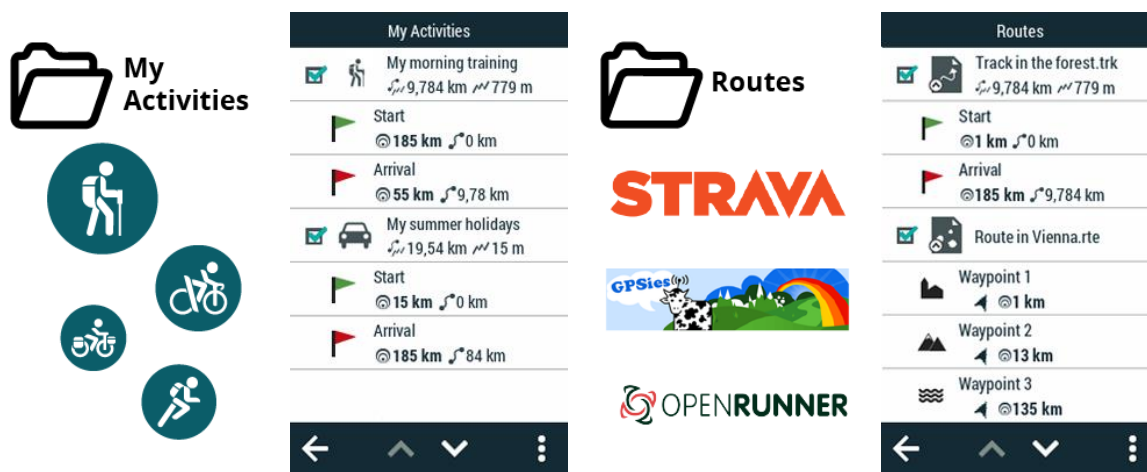 My
Activities
My Activities
My morning training
9,784 km 779 m
Start
185 km 0 km
Arrival
55 km 9,78 km
My summer holidays
19,54 km 15 m
Start
15 km 0 km
Arrival
185 km 84 km
Routes
STRAVA
GPSies
OPENRUNNER
Routes
Track in the forest.trk
9,784 km 779 m
Start
1 km 0 km
Arrival
185 km 9,784 km
Route in Vienna.rte
Waypoint 1
1 km
Waypoint 2
13 km
Waypoint 3
135 km